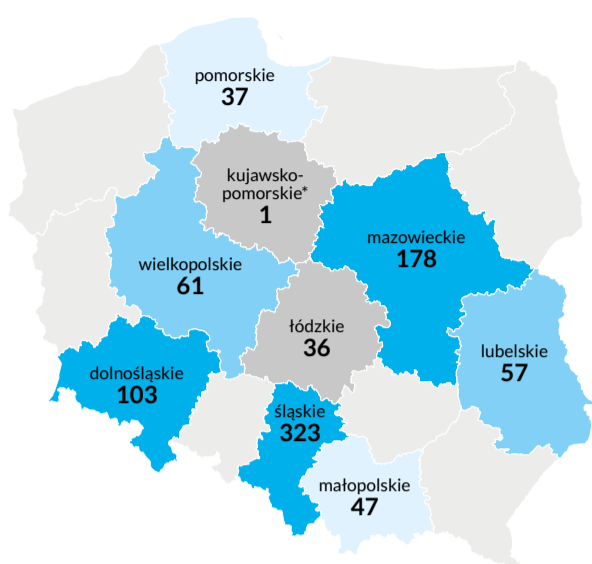 pomorskie
37
kujawsko-
pomorskie*
1
mazowieckie
178
wielkopolskie
61
łódzkie
36
lubelskie
57
dolnośląskie
103
śląskie
323
małopolskie
47